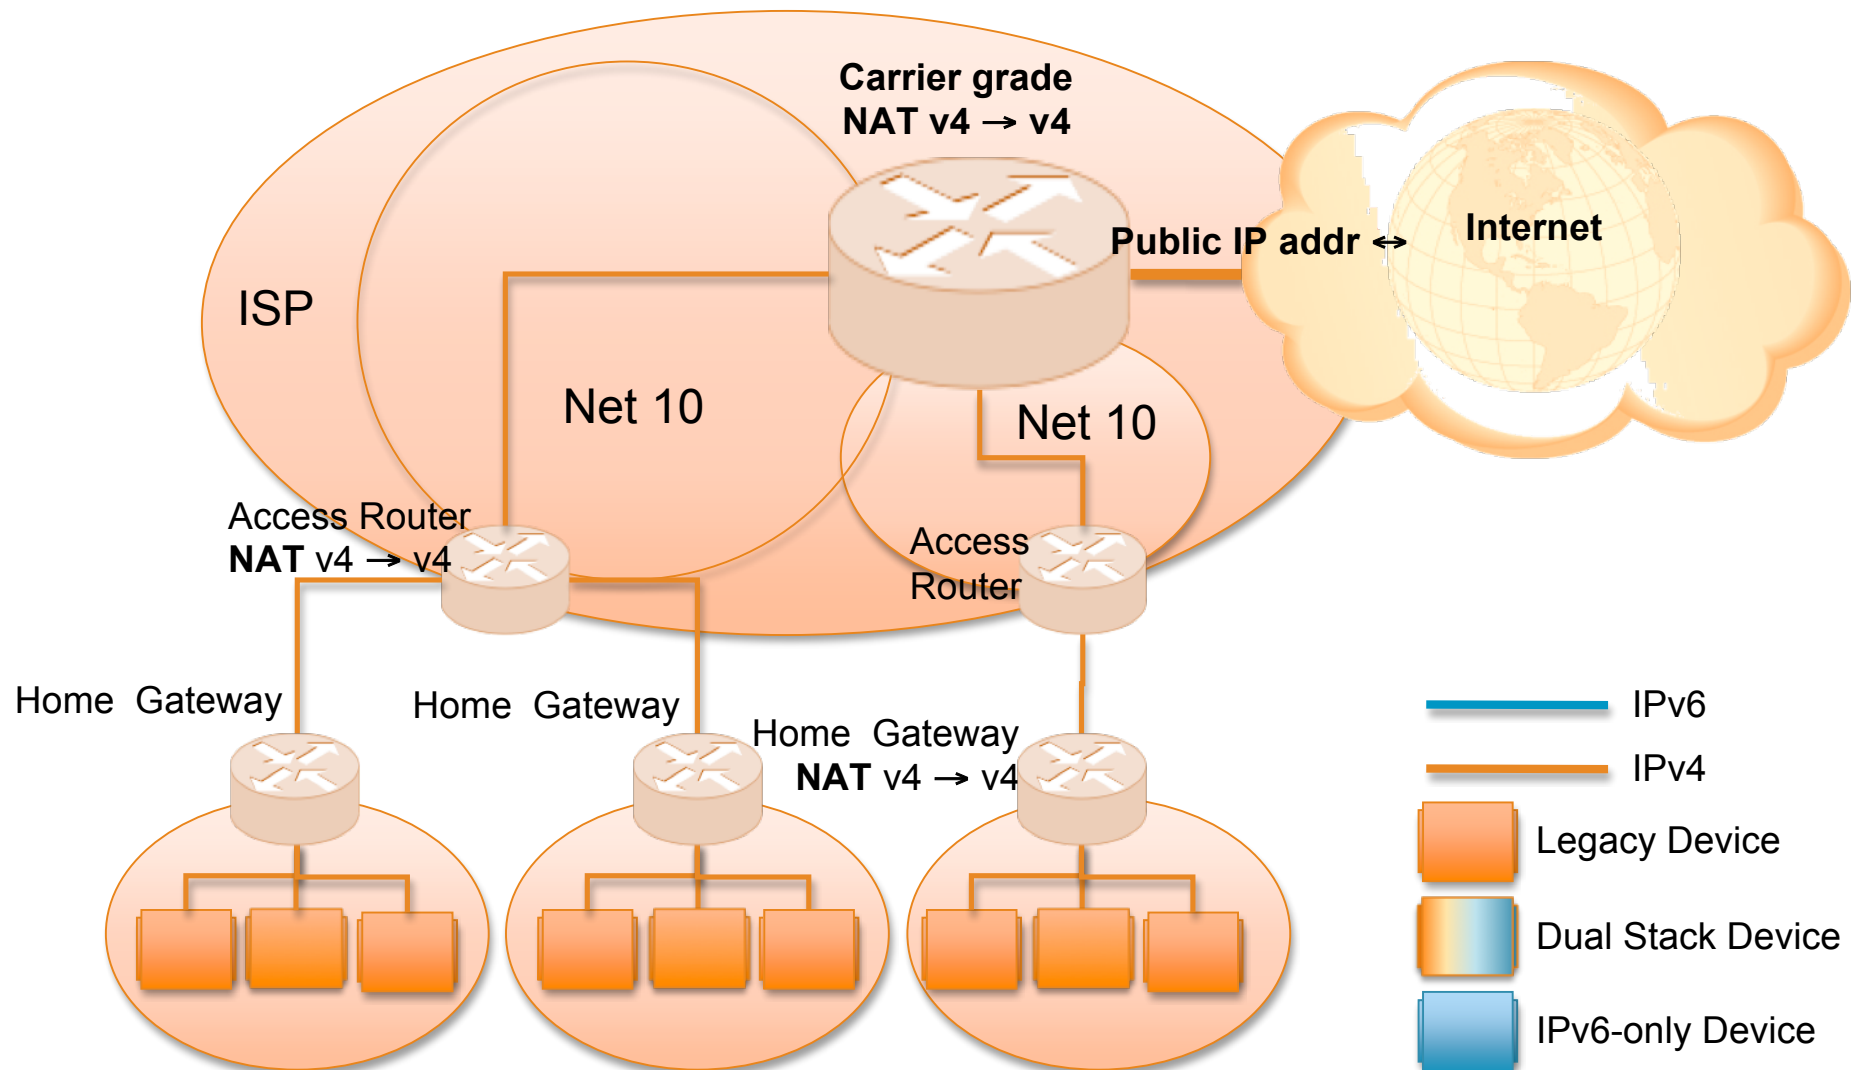 Carrier grade
NAT v4 → v4
Public IP addr ↔
Internet
ISP
Net 10
Net 10
Access Router
NAT v4 → v4
Access
Router
Home  Gateway
Home  Gateway
Home  Gateway
NAT v4 → v4
IPv6
IPv4
Legacy Device
Dual Stack Device
IPv6-only Device